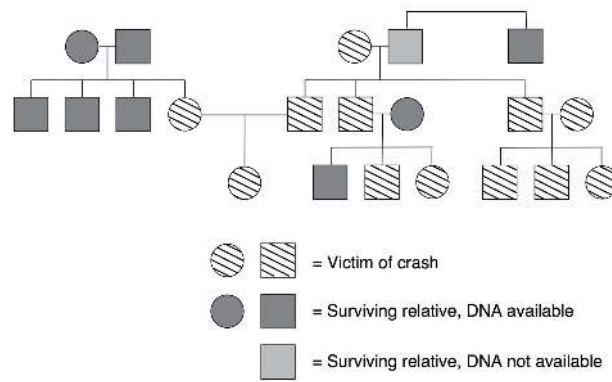 = Victim of crash
= Surviving relative, DNA available
= Surviving relative, DNA not available